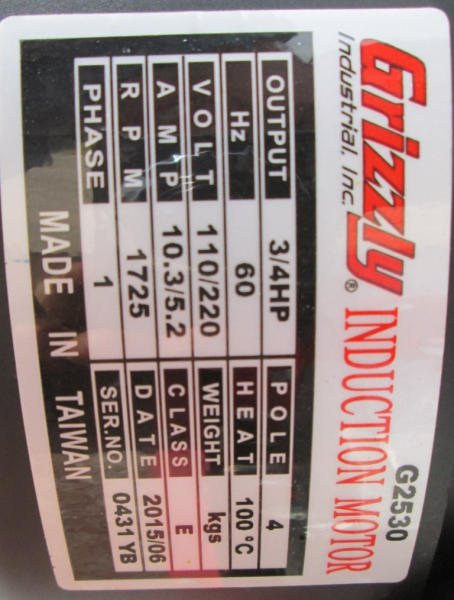 Grizzly® INDUCTION MOTOR
Industrial, Inc. G2530
OUTPUT 3/4HP POLE 4
Hz 60 HEAT 100°C
VOLT 110/220 WEIGHT kgs
AMP 10.3/5.2 CLASS E
RPM 1725 DATE 2015/06
PHASE 1 SER.NO. 0431YB
MADE IN TAIWAN